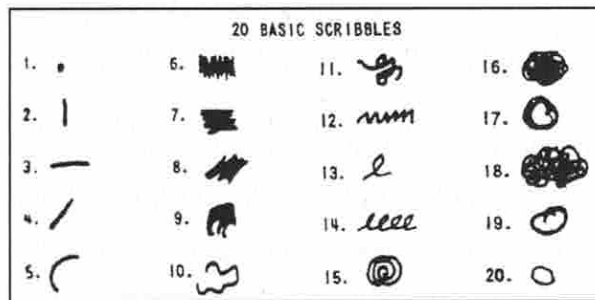 20 BASIC SCRIBBLES
1. 6. 11. 16.
2. 7. 12. 17.
3. 8. 13. 18.
4. 9. 14. 19.
5. 10. 15. 20.